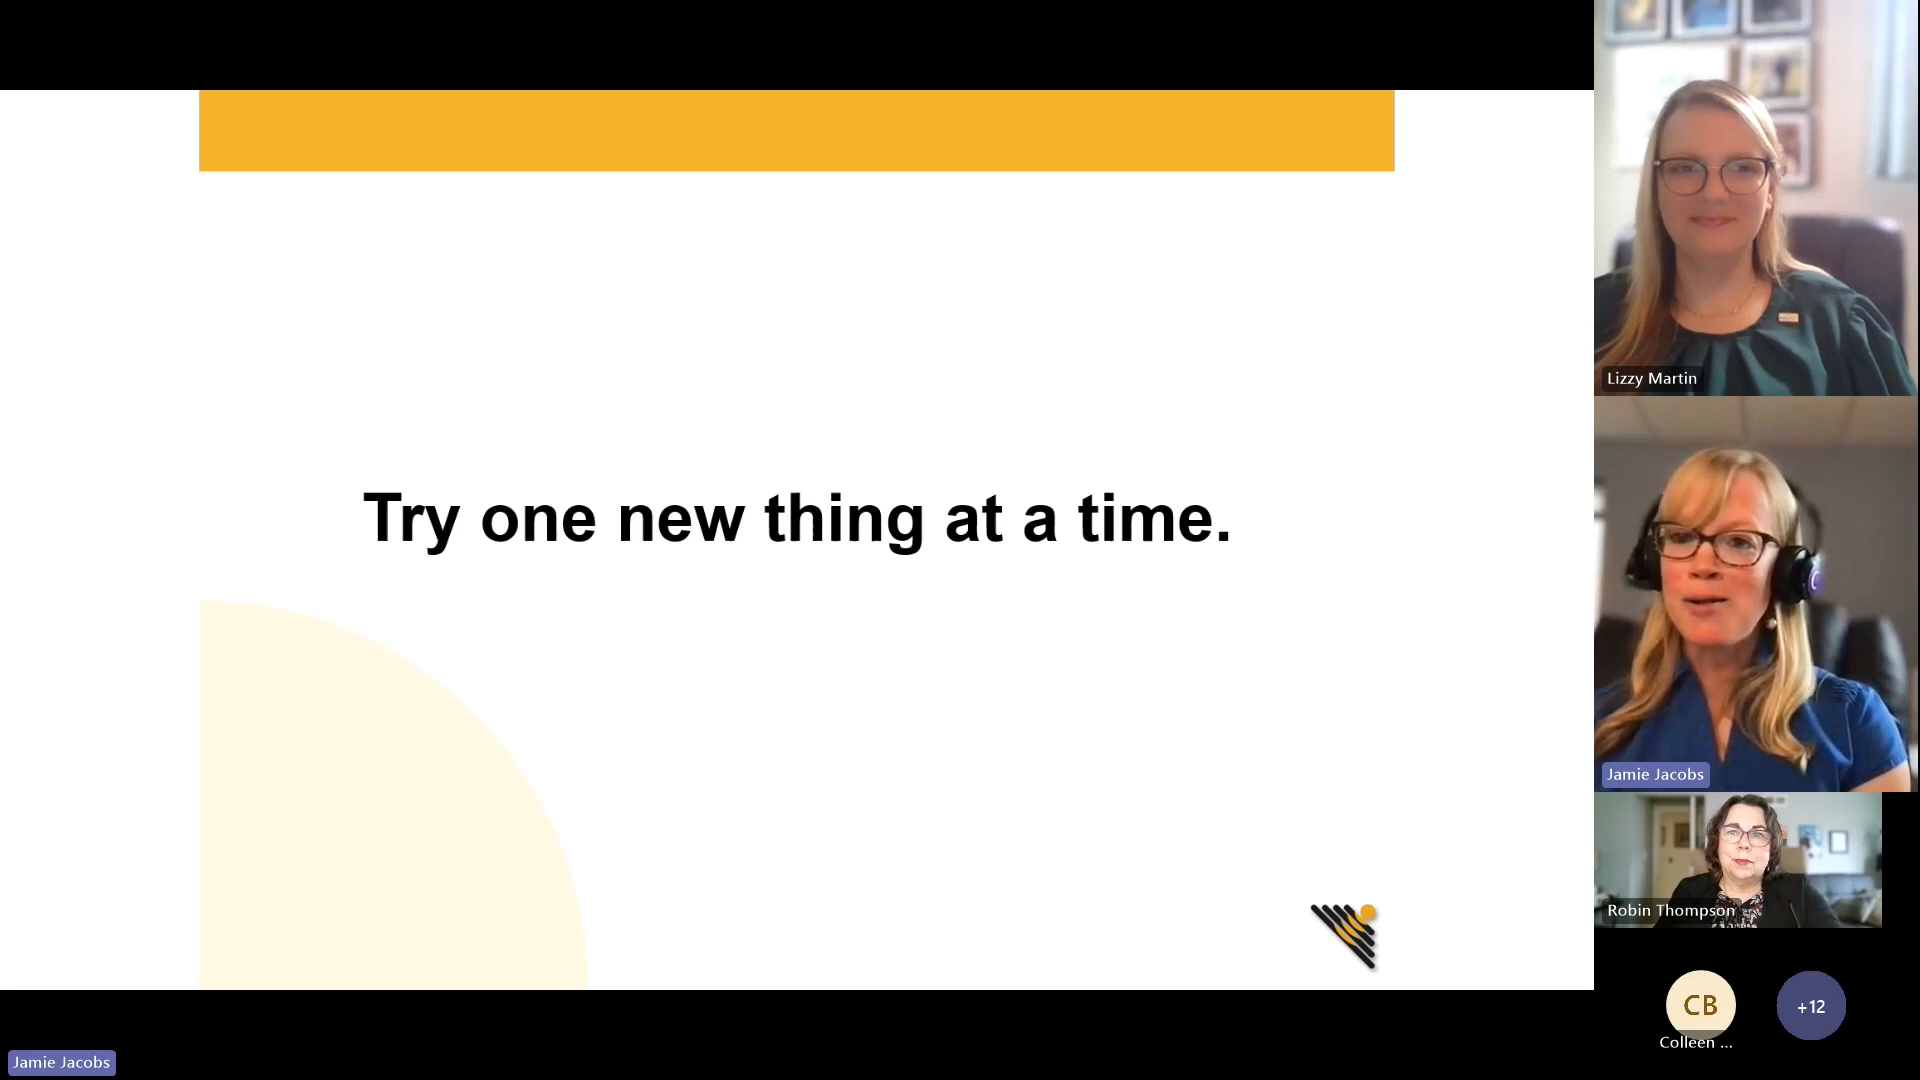 Try one new thing at a time.
Lizzy Martin
Jamie Jacobs
Robin Thompson
CB
Colleen ...
+12
Jamie Jacobs